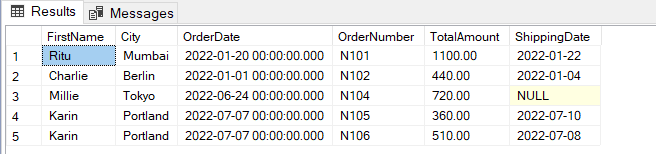 Results Messages
FirstName City OrderDate OrderNumber TotalAmount ShippingDate
1 Ritu Mumbai 2022-01-20 00:00:00.000 N101 1100.00 2022-01-22
2 Charlie Berlin 2022-01-01 00:00:00.000 N102 440.00 2022-01-04
3 Millie Tokyo 2022-06-24 00:00:00.000 N104 720.00 NULL
4 Karin Portland 2022-07-07 00:00:00.000 N105 360.00 2022-07-10
5 Karin Portland 2022-07-07 00:00:00.000 N106 510.00 2022-07-08